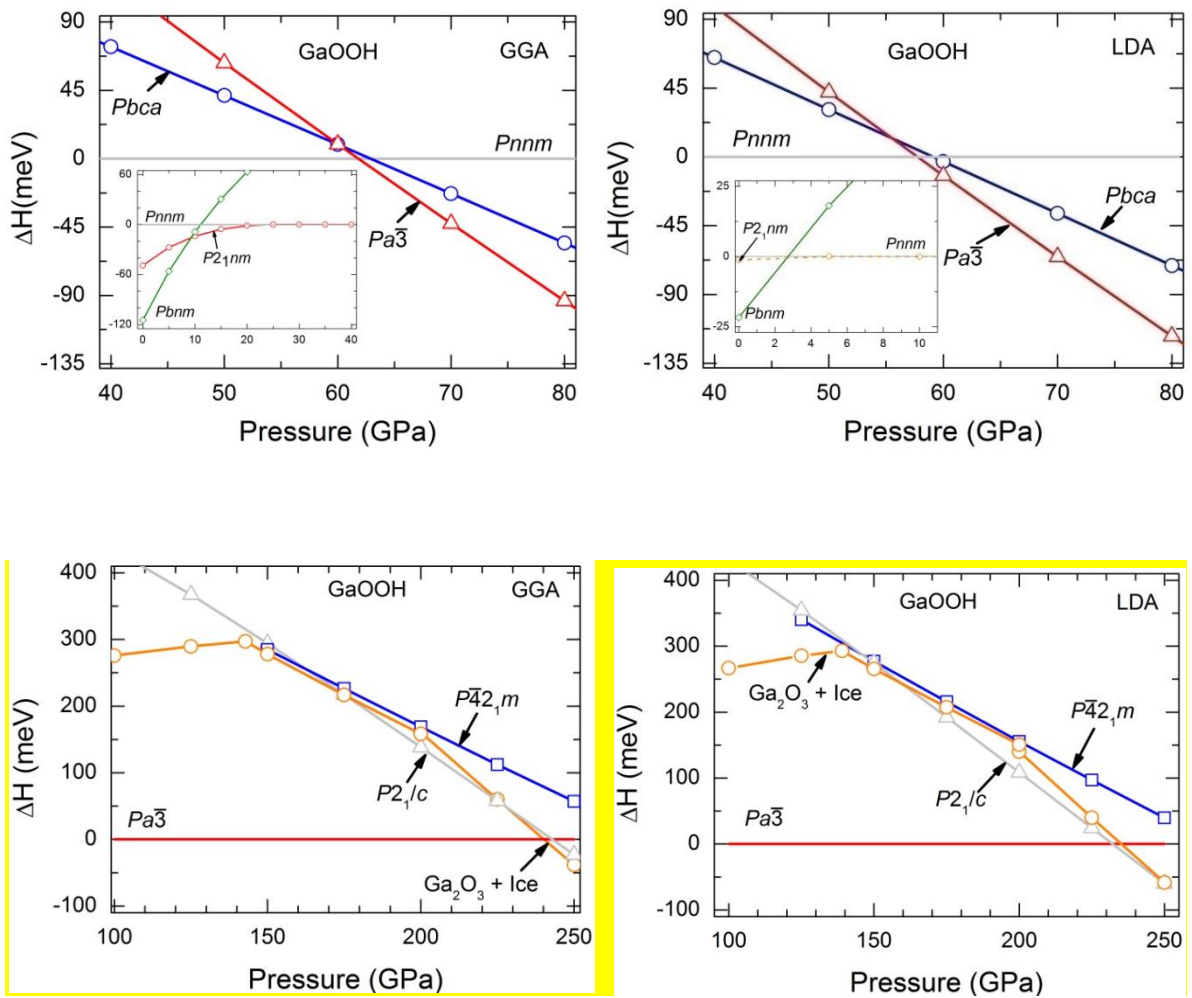 GaOOH GGA
Pbca
Pnnm
Pa3̅
ΔH(meV)
90
45
0
-45
-90
-135
40 50 60 70 80
Pressure (GPa)
60
0
-60
-120
Pnnm
P2₁nm
Pbnm
0 10 20 30 40
GaOOH LDA
Pnnm
Pbca
Pa3̅
ΔH(meV)
90
45
0
-45
-90
-135
40 50 60 70 80
Pressure (GPa)
25
0
-25
P2₁nm
Pnnm
Pbnm
0 2 4 6 8 10
GaOOH GGA
P4̅2₁m
P2₁/c
Pa3̅
Ga₂O₃ + Ice
ΔH (meV)
400
300
200
100
0
-100
100 150 200 250
Pressure (GPa)
GaOOH LDA
Ga₂O₃ + Ice
P4̅2₁m
P2₁/c
Pa3̅
ΔH (meV)
400
300
200
100
0
-100
100 150 200 250
Pressure (GPa)